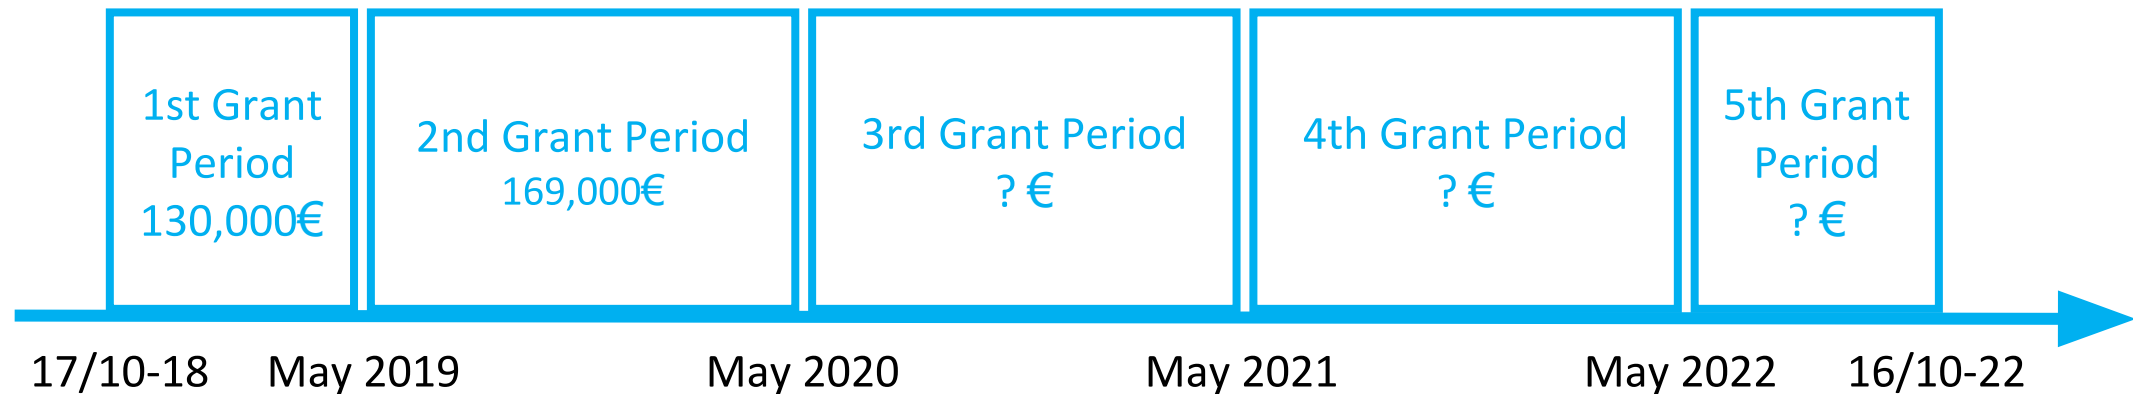 1st Grant
Period
130,000€
2nd Grant Period
169,000€
3rd Grant Period
? €
4th Grant Period
? €
5th Grant
Period
? €
17/10-18
May 2019
May 2020
May 2021
May 2022
16/10-22